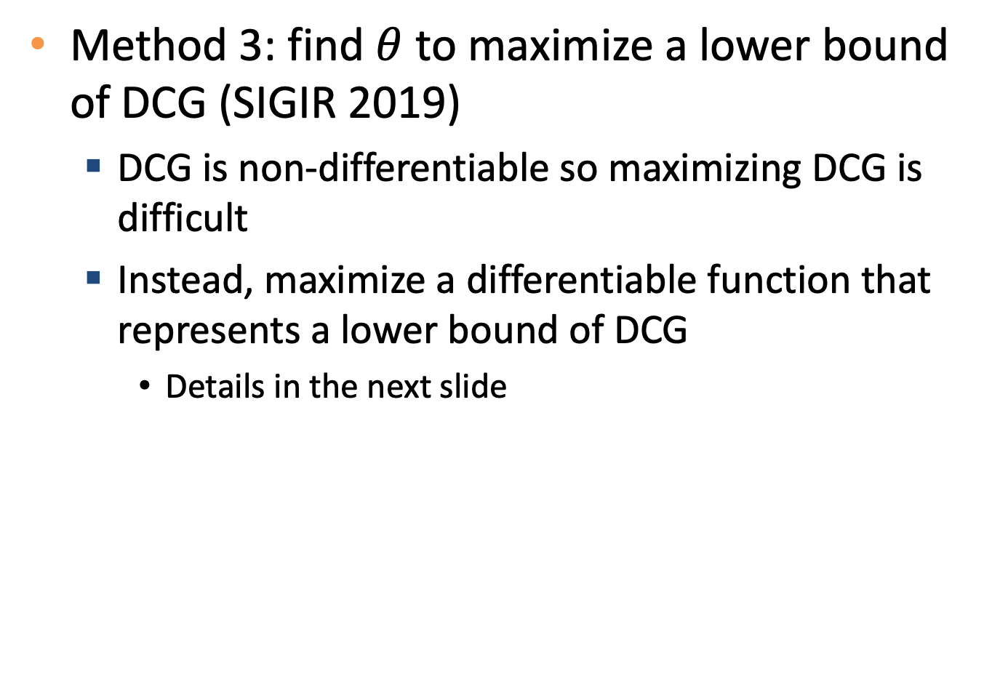 • Method 3: find θ to maximize a lower bound
of DCG (SIGIR 2019)
▪ DCG is non-differentiable so maximizing DCG is
difficult
▪ Instead, maximize a differentiable function that
represents a lower bound of DCG
• Details in the next slide